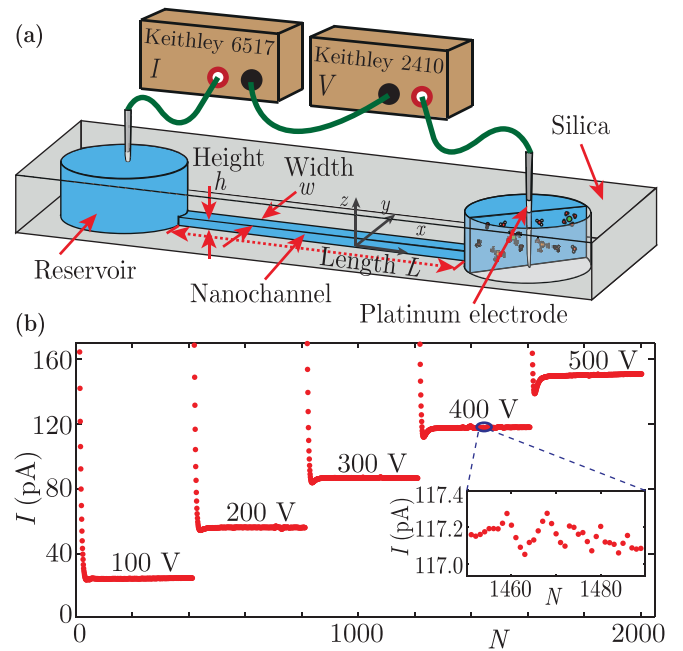 (a)
Keithley 6517
I
Keithley 2410
V
Silica
Height
h
Width
w
z
y
x
Length L
Reservoir
Nanochannel
Platinum electrode
(b)
160
120
80
40
0
I (pA)
100 V
200 V
300 V
400 V
500 V
117.4
117.2
117.0
I (pA)
1460
N
1480
0
1000
N
2000